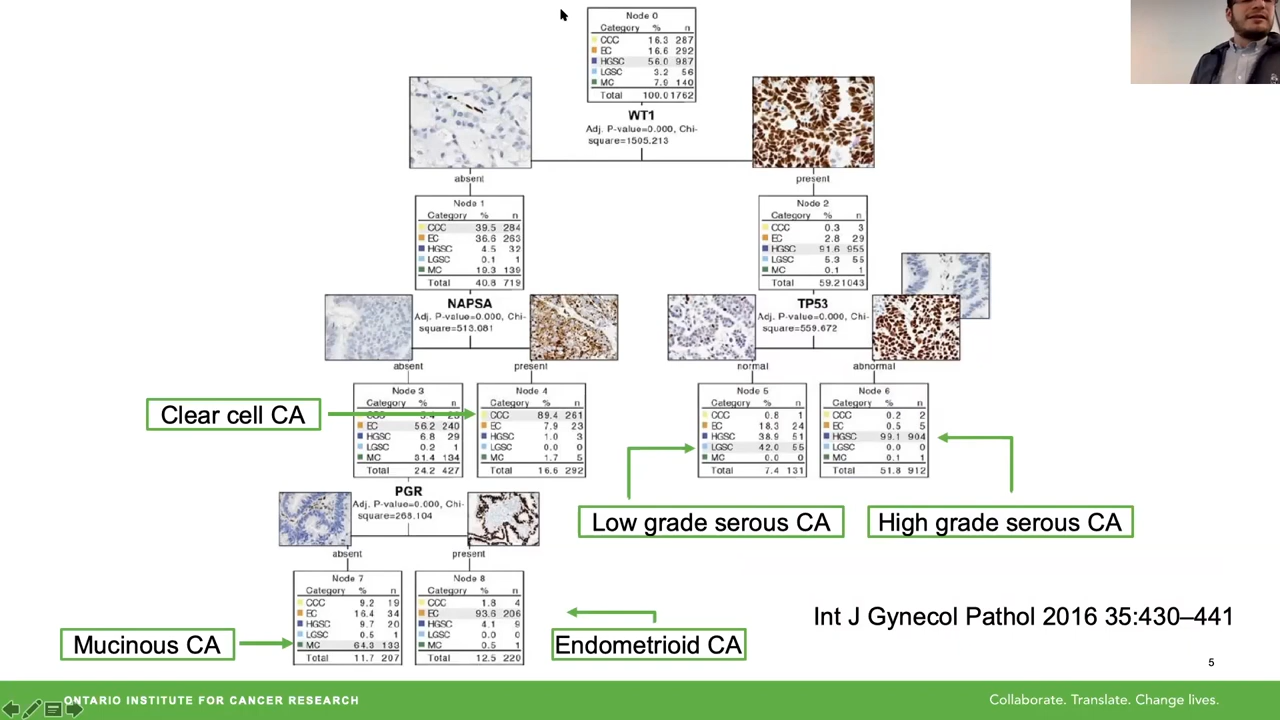 Node 0
Category % n
CCC 16.3 287
EC 16.6 292
HGSC 56.0 987
LGSC 3.2 56
MC 7.9 140
Total 100.0 1762
WT1
Adj. P-value=0.000, Chi-
square=1505.213
absent
present
Node 1
Category % n
CCC 39.5 284
EC 36.6 263
HGSC 4.5 32
LGSC 0.1 1
MC 19.3 139
Total 40.8 719
Node 2
Category % n
CCC 0.3 3
EC 2.8 29
HGSC 91.6 955
LGSC 5.3 55
MC 0.1 1
Total 59.2 1043
NAPSA
Adj. P-value=0.000, Chi-
square=513.081
absent
present
TP53
Adj. P-value=0.000, Chi-
square=559.672
normal
abnormal
Clear cell CA
Node 3
Category % n
CCC 5.4 23
EC 56.2 240
HGSC 6.8 29
LGSC 0.2 1
MC 31.4 134
Total 24.2 427
Node 4
Category % n
CCC 89.4 261
EC 7.9 23
HGSC 1.0 3
LGSC 0.0 0
MC 1.7 5
Total 16.6 292
Node 5
Category % n
CCC 0.8 1
EC 18.3 24
HGSC 38.9 51
LGSC 42.0 55
MC 0.0 0
Total 7.4 131
Node 6
Category % n
CCC 0.2 2
EC 0.5 5
HGSC 99.1 904
LGSC 0.0 0
MC 0.1 1
Total 51.8 912
PGR
Adj. P-value=0.000, Chi-
square=268.104
absent
present
Low grade serous CA
High grade serous CA
Node 7
Category % n
CCC 9.2 19
EC 16.4 34
HGSC 9.7 20
LGSC 0.5 1
MC 64.3 133
Total 11.7 207
Node 8
Category % n
CCC 1.8 4
EC 93.6 206
HGSC 4.1 9
LGSC 0.0 0
MC 0.5 1
Total 12.5 220
Mucinous CA
Endometrioid CA
Int J Gynecol Pathol 2016 35:430–441
5
ONTARIO INSTITUTE FOR CANCER RESEARCH
Collaborate. Translate. Change lives.